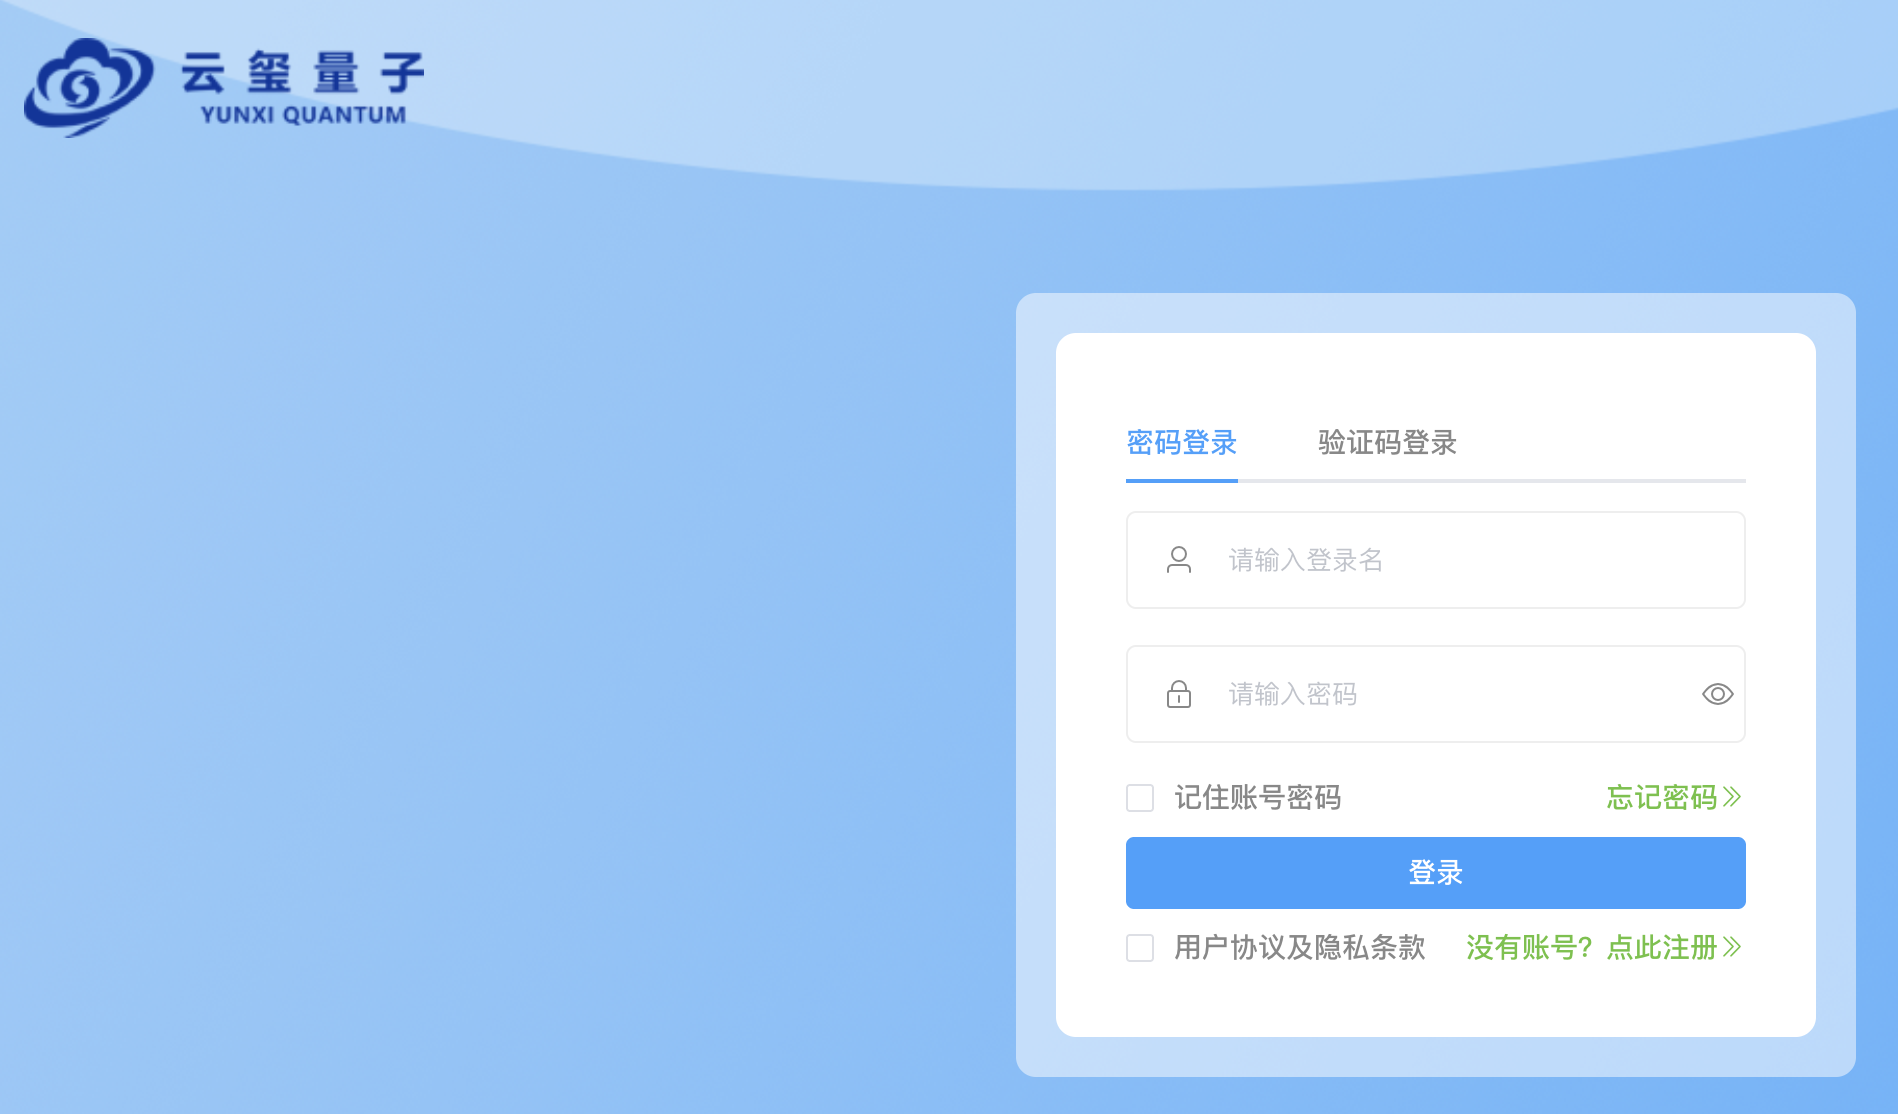 云玺量子
YUNXI QUANTUM
密码登录 验证码登录
请输入登录名
请输入密码
记住账号密码 忘记密码
登录
用户协议及隐私条款 没有账号? 点此注册